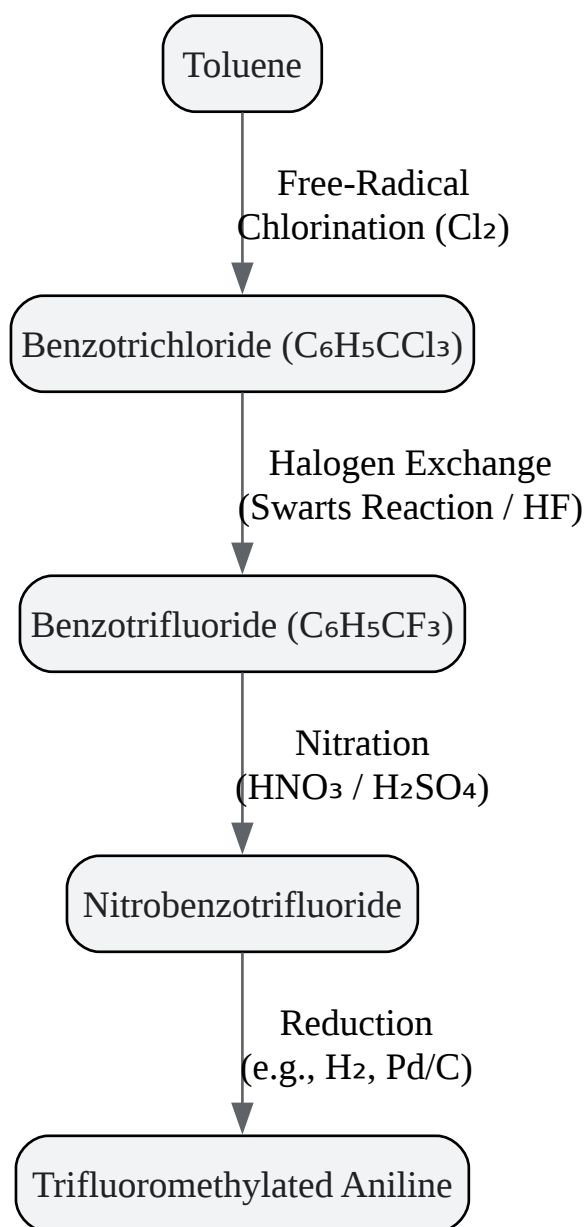 Toluene
Free-Radical
Chlorination (Cl₂)
Benzotrichloride (C₆H₅CCl₃)
Halogen Exchange
(Swarts Reaction / HF)
Benzotrifluoride (C₆H₅CF₃)
Nitration
(HNO₃ / H₂SO₄)
Nitrobenzotrifluoride
Reduction
(e.g., H₂, Pd/C)
Trifluoromethylated Aniline